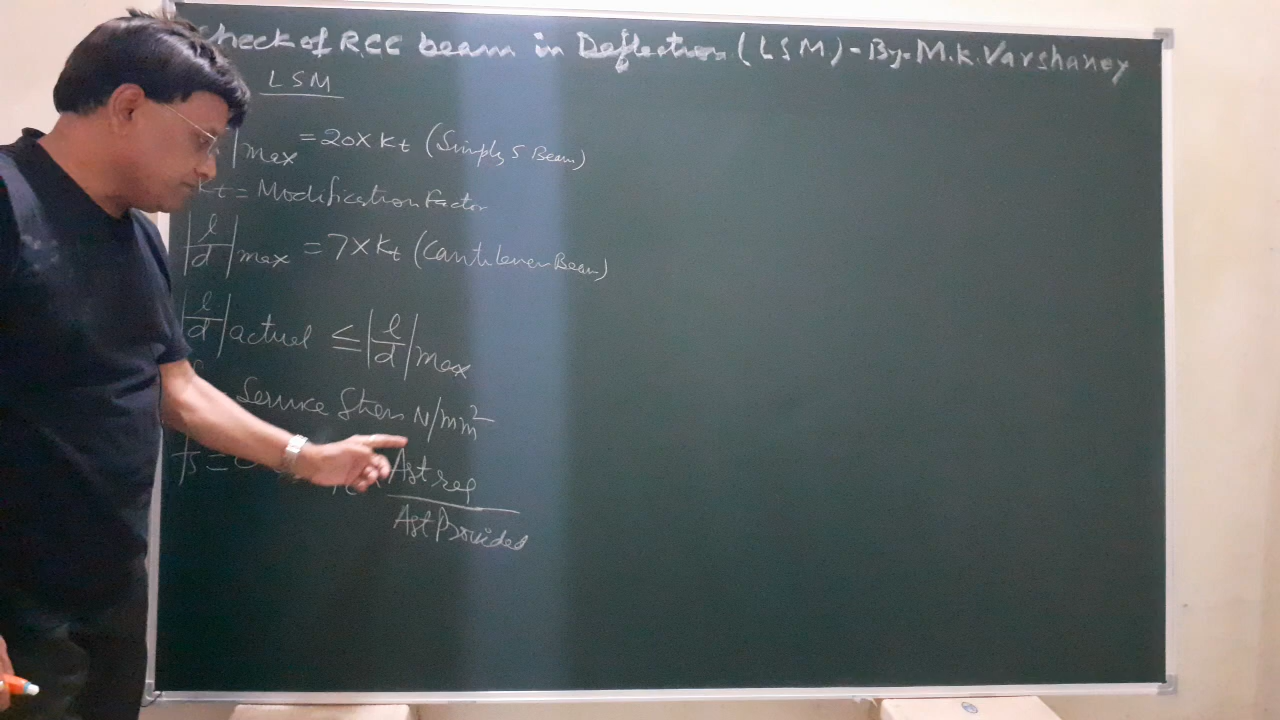 Check of RCC beam in Deflection (LSM) - By. M.K. Varshaney
LSM
|max = 20 x Kt (Simply S Beam)
Kt = Modification Factor
|l/d| max = 7 x Kt (Cantilever Beam)
|l/d| actual ≤ |l/d| max
Service Stress N/mm²
fs = 0
Ast req
Ast Provided